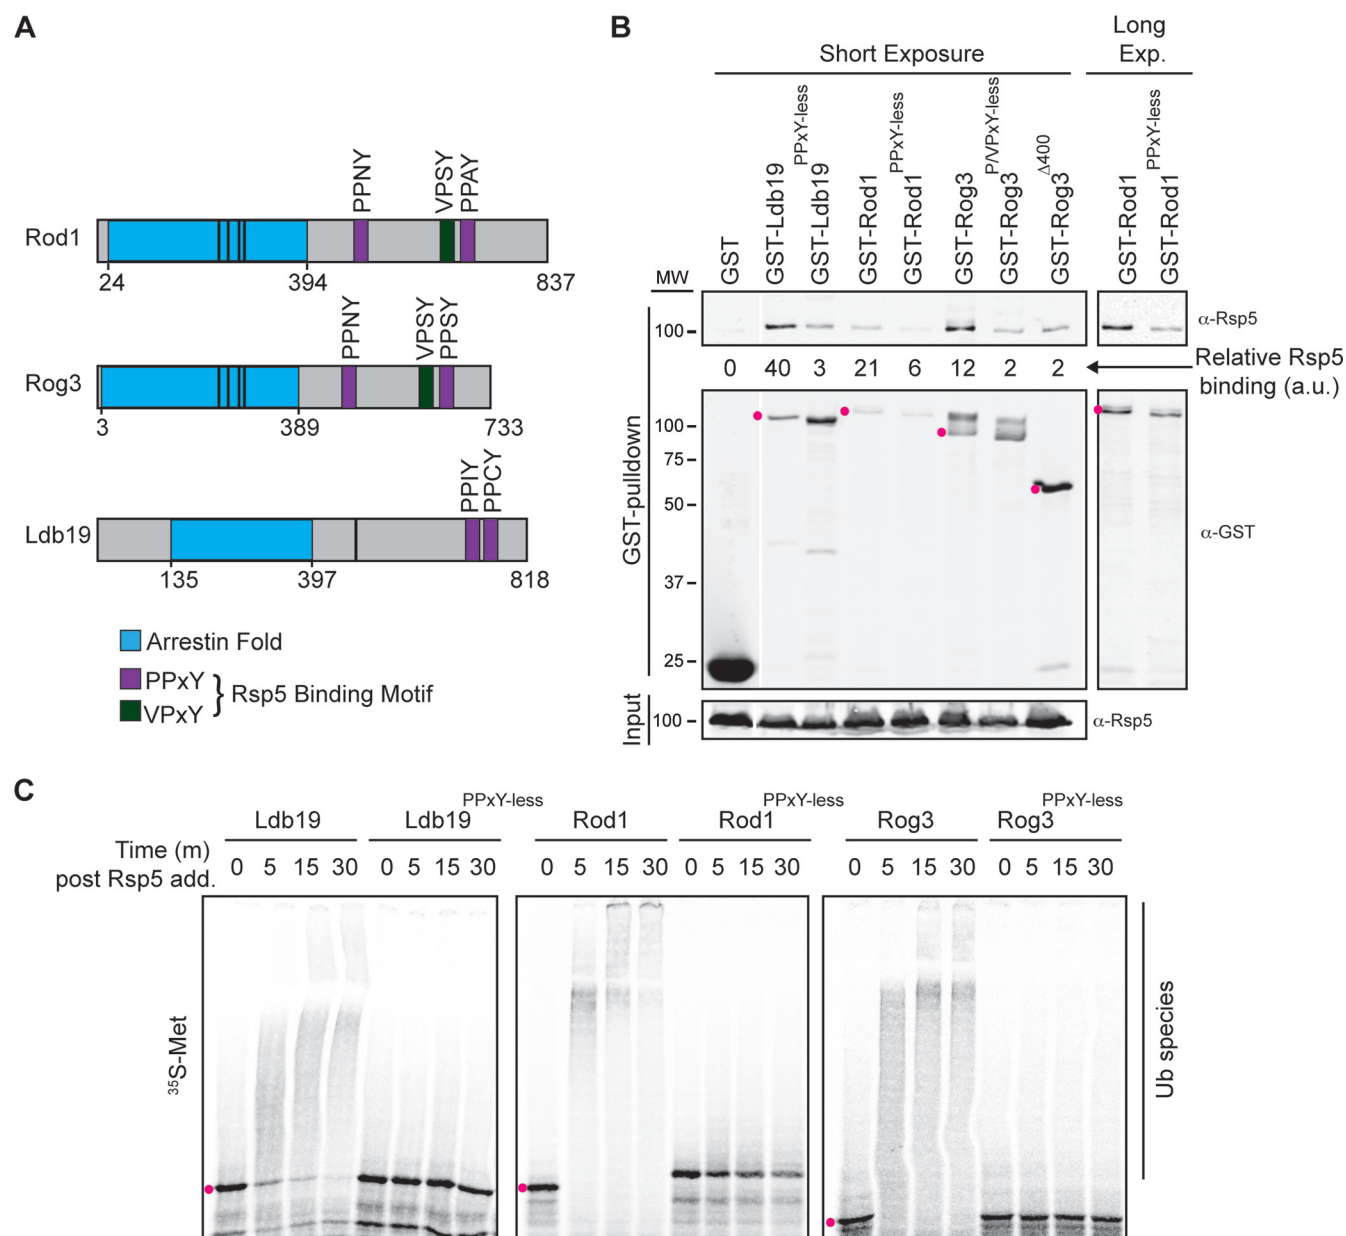 A
PPNY
VPSY
PPAY
Rod1
24
394
837
PPNY
VPSY
PPSY
Rog3
3
389
733
PPIY
PPCY
Ldb19
135
397
818
Arrestin Fold
PPxY
VPxY
} Rsp5 Binding Motif
B
Short Exposure
Long
Exp.
MW
GST
GST-Ldb19
GST-Ldb19 PPxY-less
GST-Rod1
GST-Rod1 PPxY-less
GST-Rog3
GST-Rog3 P/VPxY-less
GST-Rog3 Δ400
GST-Rod1
GST-Rod1 PPxY-less
GST-pulldown
100
α-Rsp5
0 40 3 21 6 12 2 2
Relative Rsp5
binding (a.u.)
100
75
50
37
25
α-GST
Input
100
α-Rsp5
C
Ldb19
Ldb19 PPxY-less
Rod1
Rod1 PPxY-less
Rog3
Rog3 PPxY-less
Time (m)
post Rsp5 add.
0 5 15 30 0 5 15 30 0 5 15 30 0 5 15 30 0 5 15 30 0 5 15 30
35S-Met
Ub species